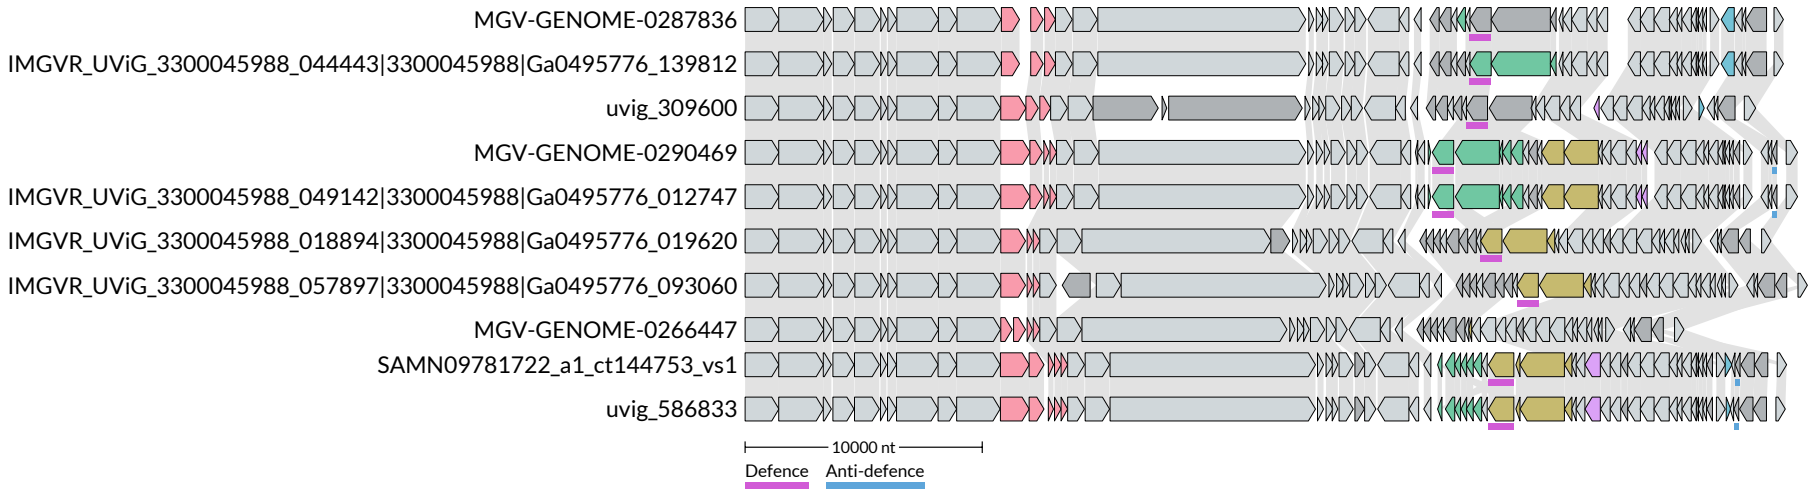 MGV-GENOME-0287836
IMGVR_UViG_3300045988_044443|3300045988|Ga0495776_139812
uvig_309600
MGV-GENOME-0290469
IMGVR_UViG_3300045988_049142|3300045988|Ga0495776_012747
IMGVR_UViG_3300045988_018894|3300045988|Ga0495776_019620
IMGVR_UViG_3300045988_057897|3300045988|Ga0495776_093060
MGV-GENOME-0266447
SAMN09781722_a1_ct144753_vs1
uvig_586833
10000 nt
Defence Anti-defence